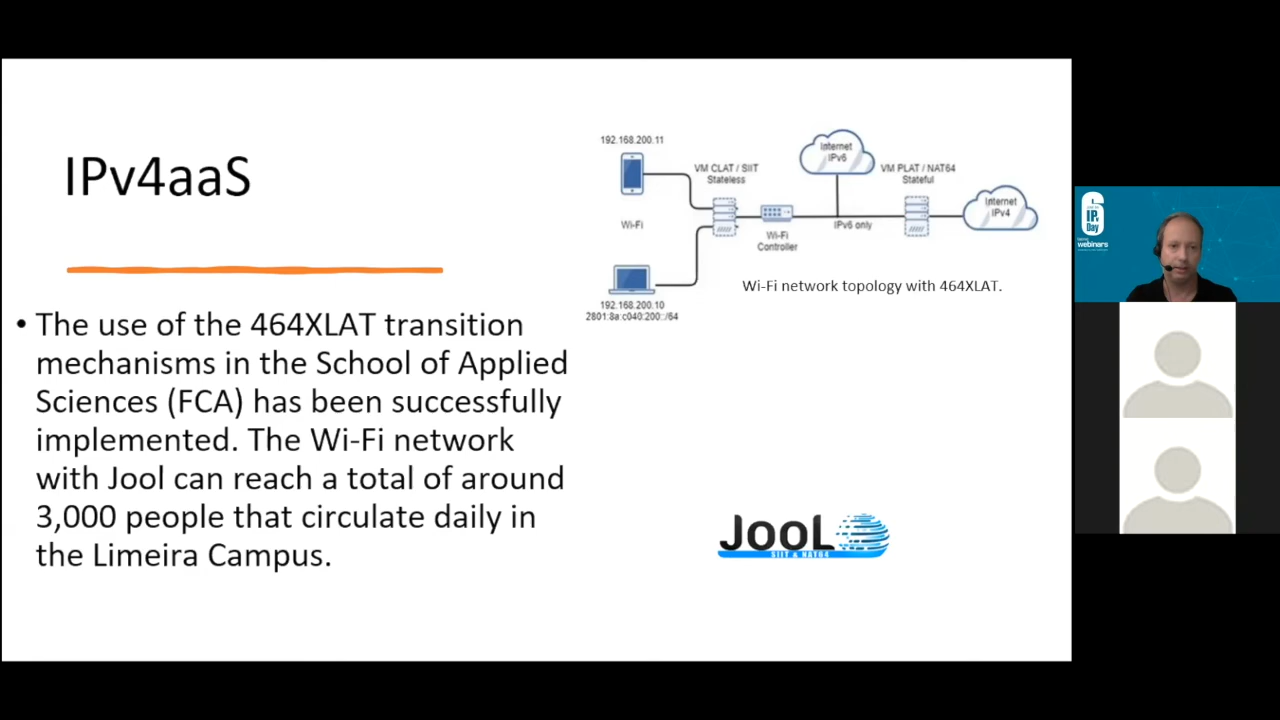 IPv4aaS
• The use of the 464XLAT transition
mechanisms in the School of Applied
Sciences (FCA) has been successfully
implemented. The Wi-Fi network
with Jool can reach a total of around
3,000 people that circulate daily in
the Limeira Campus.
192.168.200.11
Wi-Fi
192.168.200.10
2801:8a:c040:200::/64
VM CLAT / SIIT
Stateless
Wi-Fi
Controller
Internet
IPv6
IPv6 only
VM PLAT / NAT64
Stateful
Internet
IPv4
Wi-Fi network topology with 464XLAT.
JOOL
SIIT & NAT64
IP
Day
webinars